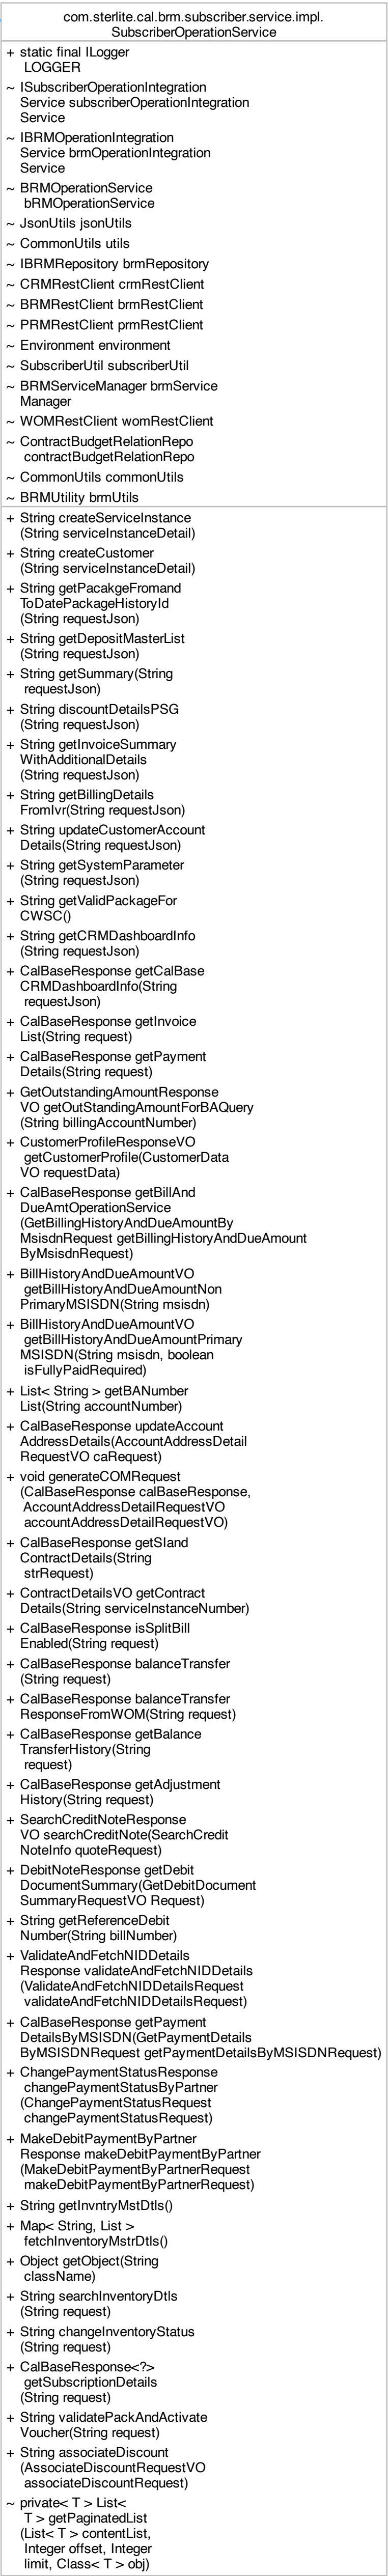 com.sterlite.cal.brm.subscriber.service.impl.
SubscriberOperationService
+ static final ILogger
LOGGER
~ ISubscriberOperationIntegration
Service subscriberOperationIntegration
Service
~ IBRMOperationIntegration
Service brmOperationIntegration
Service
~ BRMOperationService
bRMOperationService
~ JsonUtils jsonUtils
~ CommonUtils utils
~ IBRMRepository brmRepository
~ CRMRestClient crmRestClient
~ BRMRestClient brmRestClient
~ PRMRestClient prmRestClient
~ Environment environment
~ SubscriberUtil subscriberUtil
~ BRMServiceManager brmService
Manager
~ WOMRestClient womRestClient
~ ContractBudgetRelationRepo
contractBudgetRelationRepo
~ CommonUtils commonUtils
~ BRMUtility brmUtils
+ String createServiceInstance
(String serviceInstanceDetail)
+ String createCustomer
(String serviceInstanceDetail)
+ String getPacakgeFromand
ToDatePackageHistoryId
(String requestJson)
+ String getDepositMasterList
(String requestJson)
+ String getSummary(String
requestJson)
+ String discountDetailsPSG
(String requestJson)
+ String getInvoiceSummary
WithAdditionalDetails
(String requestJson)
+ String getBillingDetails
FromIvr(String requestJson)
+ String updateCustomerAccount
Details(String requestJson)
+ String getSystemParameter
(String requestJson)
+ String getValidPackageFor
CWSC()
+ String getCRMDashboardInfo
(String requestJson)
+ CalBaseResponse getCalBase
CRMDashboardInfo(String
requestJson)
+ CalBaseResponse getInvoice
List(String request)
+ CalBaseResponse getPayment
Details(String request)
+ GetOutstandingAmountResponse
VO getOutStandingAmountForBAQuery
(String billingAccountNumber)
+ CustomerProfileResponseVO
getCustomerProfile(CustomerData
VO requestData)
+ CalBaseResponse getBillAnd
DueAmtOperationService
(GetBillingHistoryAndDueAmountBy
MsisdnRequest getBillingHistoryAndDueAmount
ByMsisdnRequest)
+ BillHistoryAndDueAmountVO
getBillHistoryAndDueAmountNon
PrimaryMSISDN(String msisdn)
+ BillHistoryAndDueAmountVO
getBillHistoryAndDueAmountPrimary
MSISDN(String msisdn, boolean
isFullyPaidRequired)
+ List< String > getBANumber
List(String accountNumber)
+ CalBaseResponse updateAccount
AddressDetails(AccountAddressDetail
RequestVO caRequest)
+ void generateCOMRequest
(CalBaseResponse calBaseResponse,
AccountAddressDetailRequestVO
accountAddressDetailRequestVO)
+ CalBaseResponse getSIand
ContractDetails(String
strRequest)
+ ContractDetailsVO getContract
Details(String serviceInstanceNumber)
+ CalBaseResponse isSplitBill
Enabled(String request)
+ CalBaseResponse balanceTransfer
(String request)
+ CalBaseResponse balanceTransfer
ResponseFromWOM(String request)
+ CalBaseResponse getBalance
TransferHistory(String
request)
+ CalBaseResponse getAdjustment
History(String request)
+ SearchCreditNoteResponse
VO searchCreditNote(SearchCredit
NoteInfo quoteRequest)
+ DebitNoteResponse getDebit
DocumentSummary(GetDebitDocument
SummaryRequestVO Request)
+ String getReferenceDebit
Number(String billNumber)
+ ValidateAndFetchNIDDetails
Response validateAndFetchNIDDetails
(ValidateAndFetchNIDDetailsRequest
validateAndFetchNIDDetailsRequest)
+ CalBaseResponse getPayment
DetailsByMSISDN(GetPaymentDetails
ByMSISDNRequest getPaymentDetailsByMSISDNRequest)
+ ChangePaymentStatusResponse
changePaymentStatusByPartner
(ChangePaymentStatusRequest
changePaymentStatusRequest)
+ MakeDebitPaymentByPartner
Response makeDebitPaymentByPartner
(MakeDebitPaymentByPartnerRequest
makeDebitPaymentByPartnerRequest)
+ String getInvntryMstDtls()
+ Map< String, List >
fetchInventoryMstrDtls()
+ Object getObject(String
className)
+ String searchInventoryDtls
(String request)
+ String changeInventoryStatus
(String request)
+ CalBaseResponse<?>
getSubscriptionDetails
(String request)
+ String validatePackAndActivate
Voucher(String request)
+ String associateDiscount
(AssociateDiscountRequestVO
associateDiscountRequest)
~ private< T > List<
T > getPaginatedList
(List< T > contentList,
Integer offset, Integer
limit, Class< T > obj)